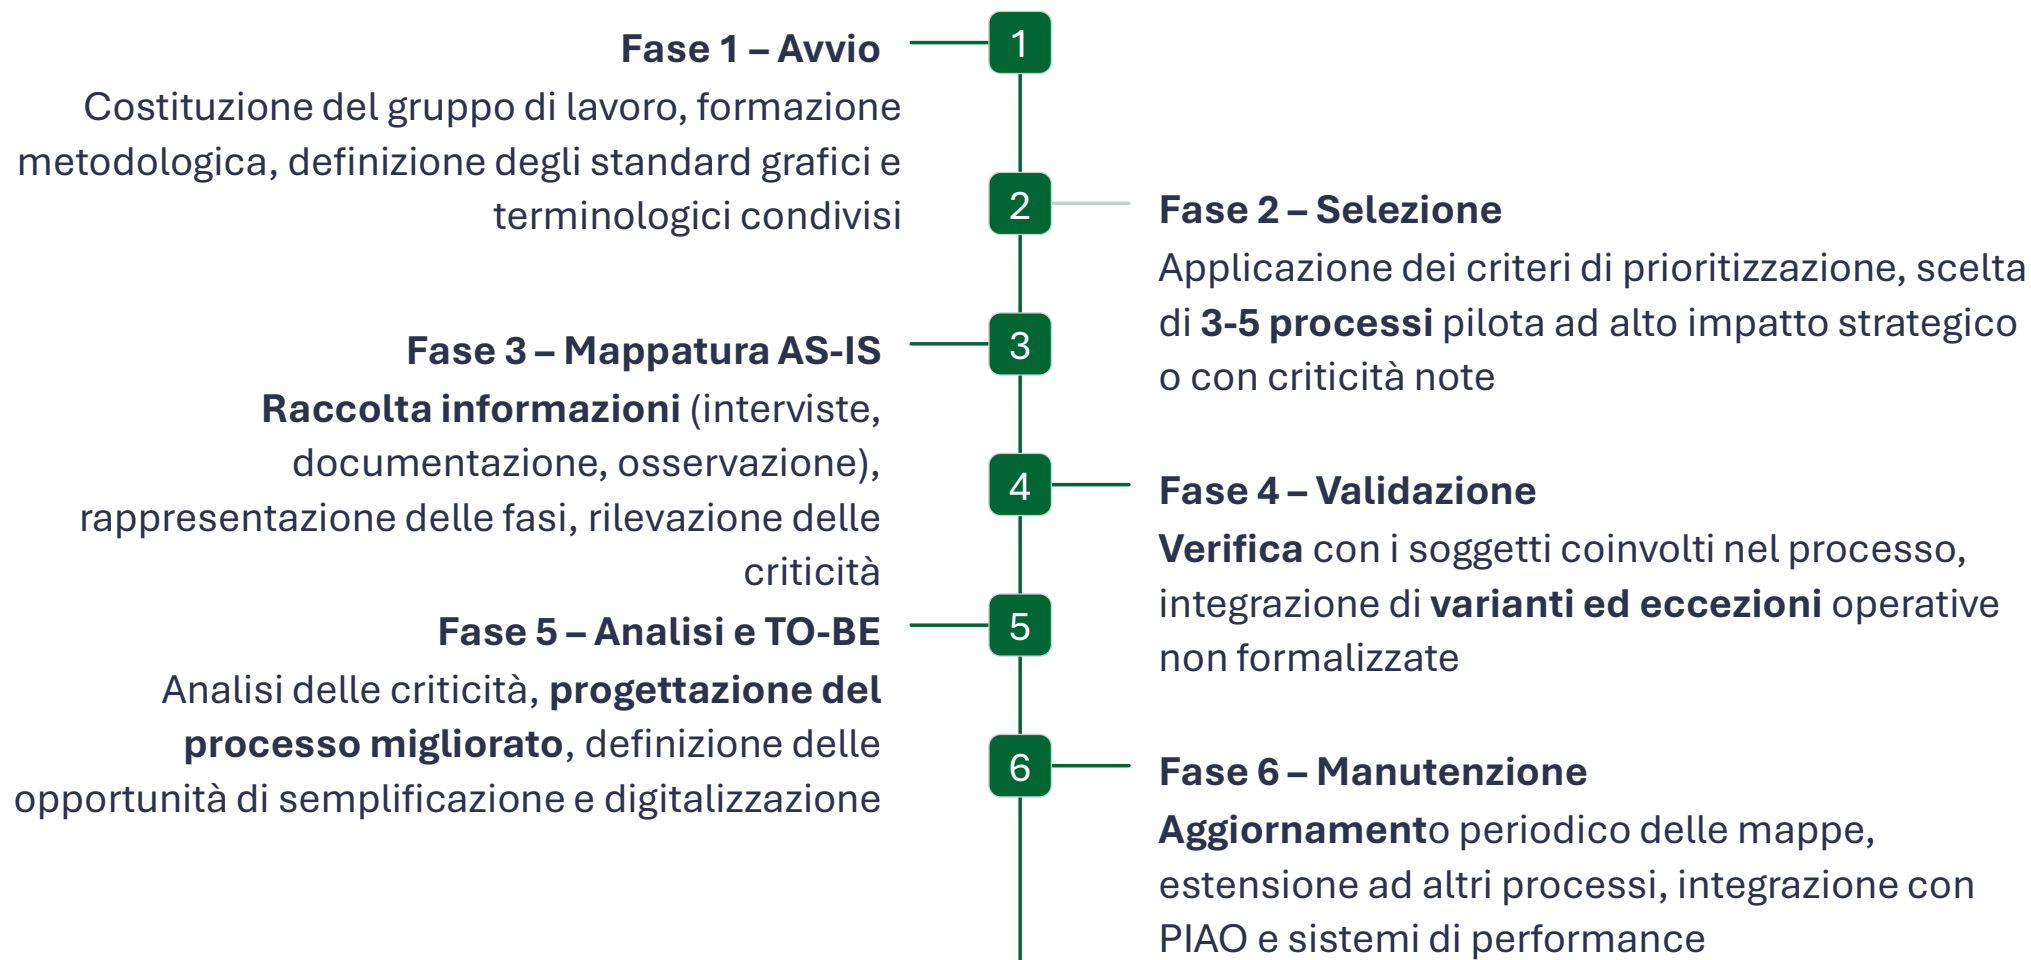 1
Fase 1 – Avvio
Costituzione del gruppo di lavoro, formazione
metodologica, definizione degli standard grafici e
terminologici condivisi
2
Fase 2 – Selezione
Applicazione dei criteri di prioritizzazione, scelta
di 3-5 processi pilota ad alto impatto strategico
o con criticità note
3
Fase 3 – Mappatura AS-IS
Raccolta informazioni (interviste,
documentazione, osservazione),
rappresentazione delle fasi, rilevazione delle
criticità
4
Fase 4 – Validazione
Verifica con i soggetti coinvolti nel processo,
integrazione di varianti ed eccezioni operative
non formalizzate
5
Fase 5 – Analisi e TO-BE
Analisi delle criticità, progettazione del
processo migliorato, definizione delle
opportunità di semplificazione e digitalizzazione
6
Fase 6 – Manutenzione
Aggiornamento periodico delle mappe,
estensione ad altri processi, integrazione con
PIAO e sistemi di performance